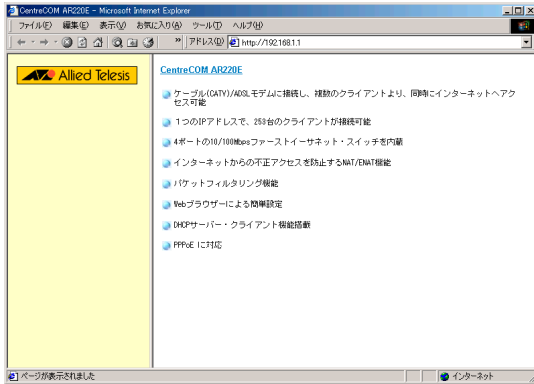 CentreCOM AR220E - Microsoft Internet Explorer
ファイル(F) 編集(E) 表示(V) お気に入り(A) ツール(T) ヘルプ(H)
» アドレス(D) http://192.168.1.1
Allied Telesis
CentreCOM AR220E
ケーブル(CATV)/ADSLモデムに接続し、複数のクライアントより、同時にインターネットへアク
セス可能
1つのIPアドレスで、253台のクライアントが接続可能
4ポートの10/100Mbpsファーストイーサネット・スイッチを内蔵
インターネットからの不正アクセスを防止するNAT/ENAT機能
パケットフィルタリング機能
Webブラウザーによる簡単設定
DHCPサーバー・クライアント機能搭載
PPPoE に対応
ページが表示されました インターネット